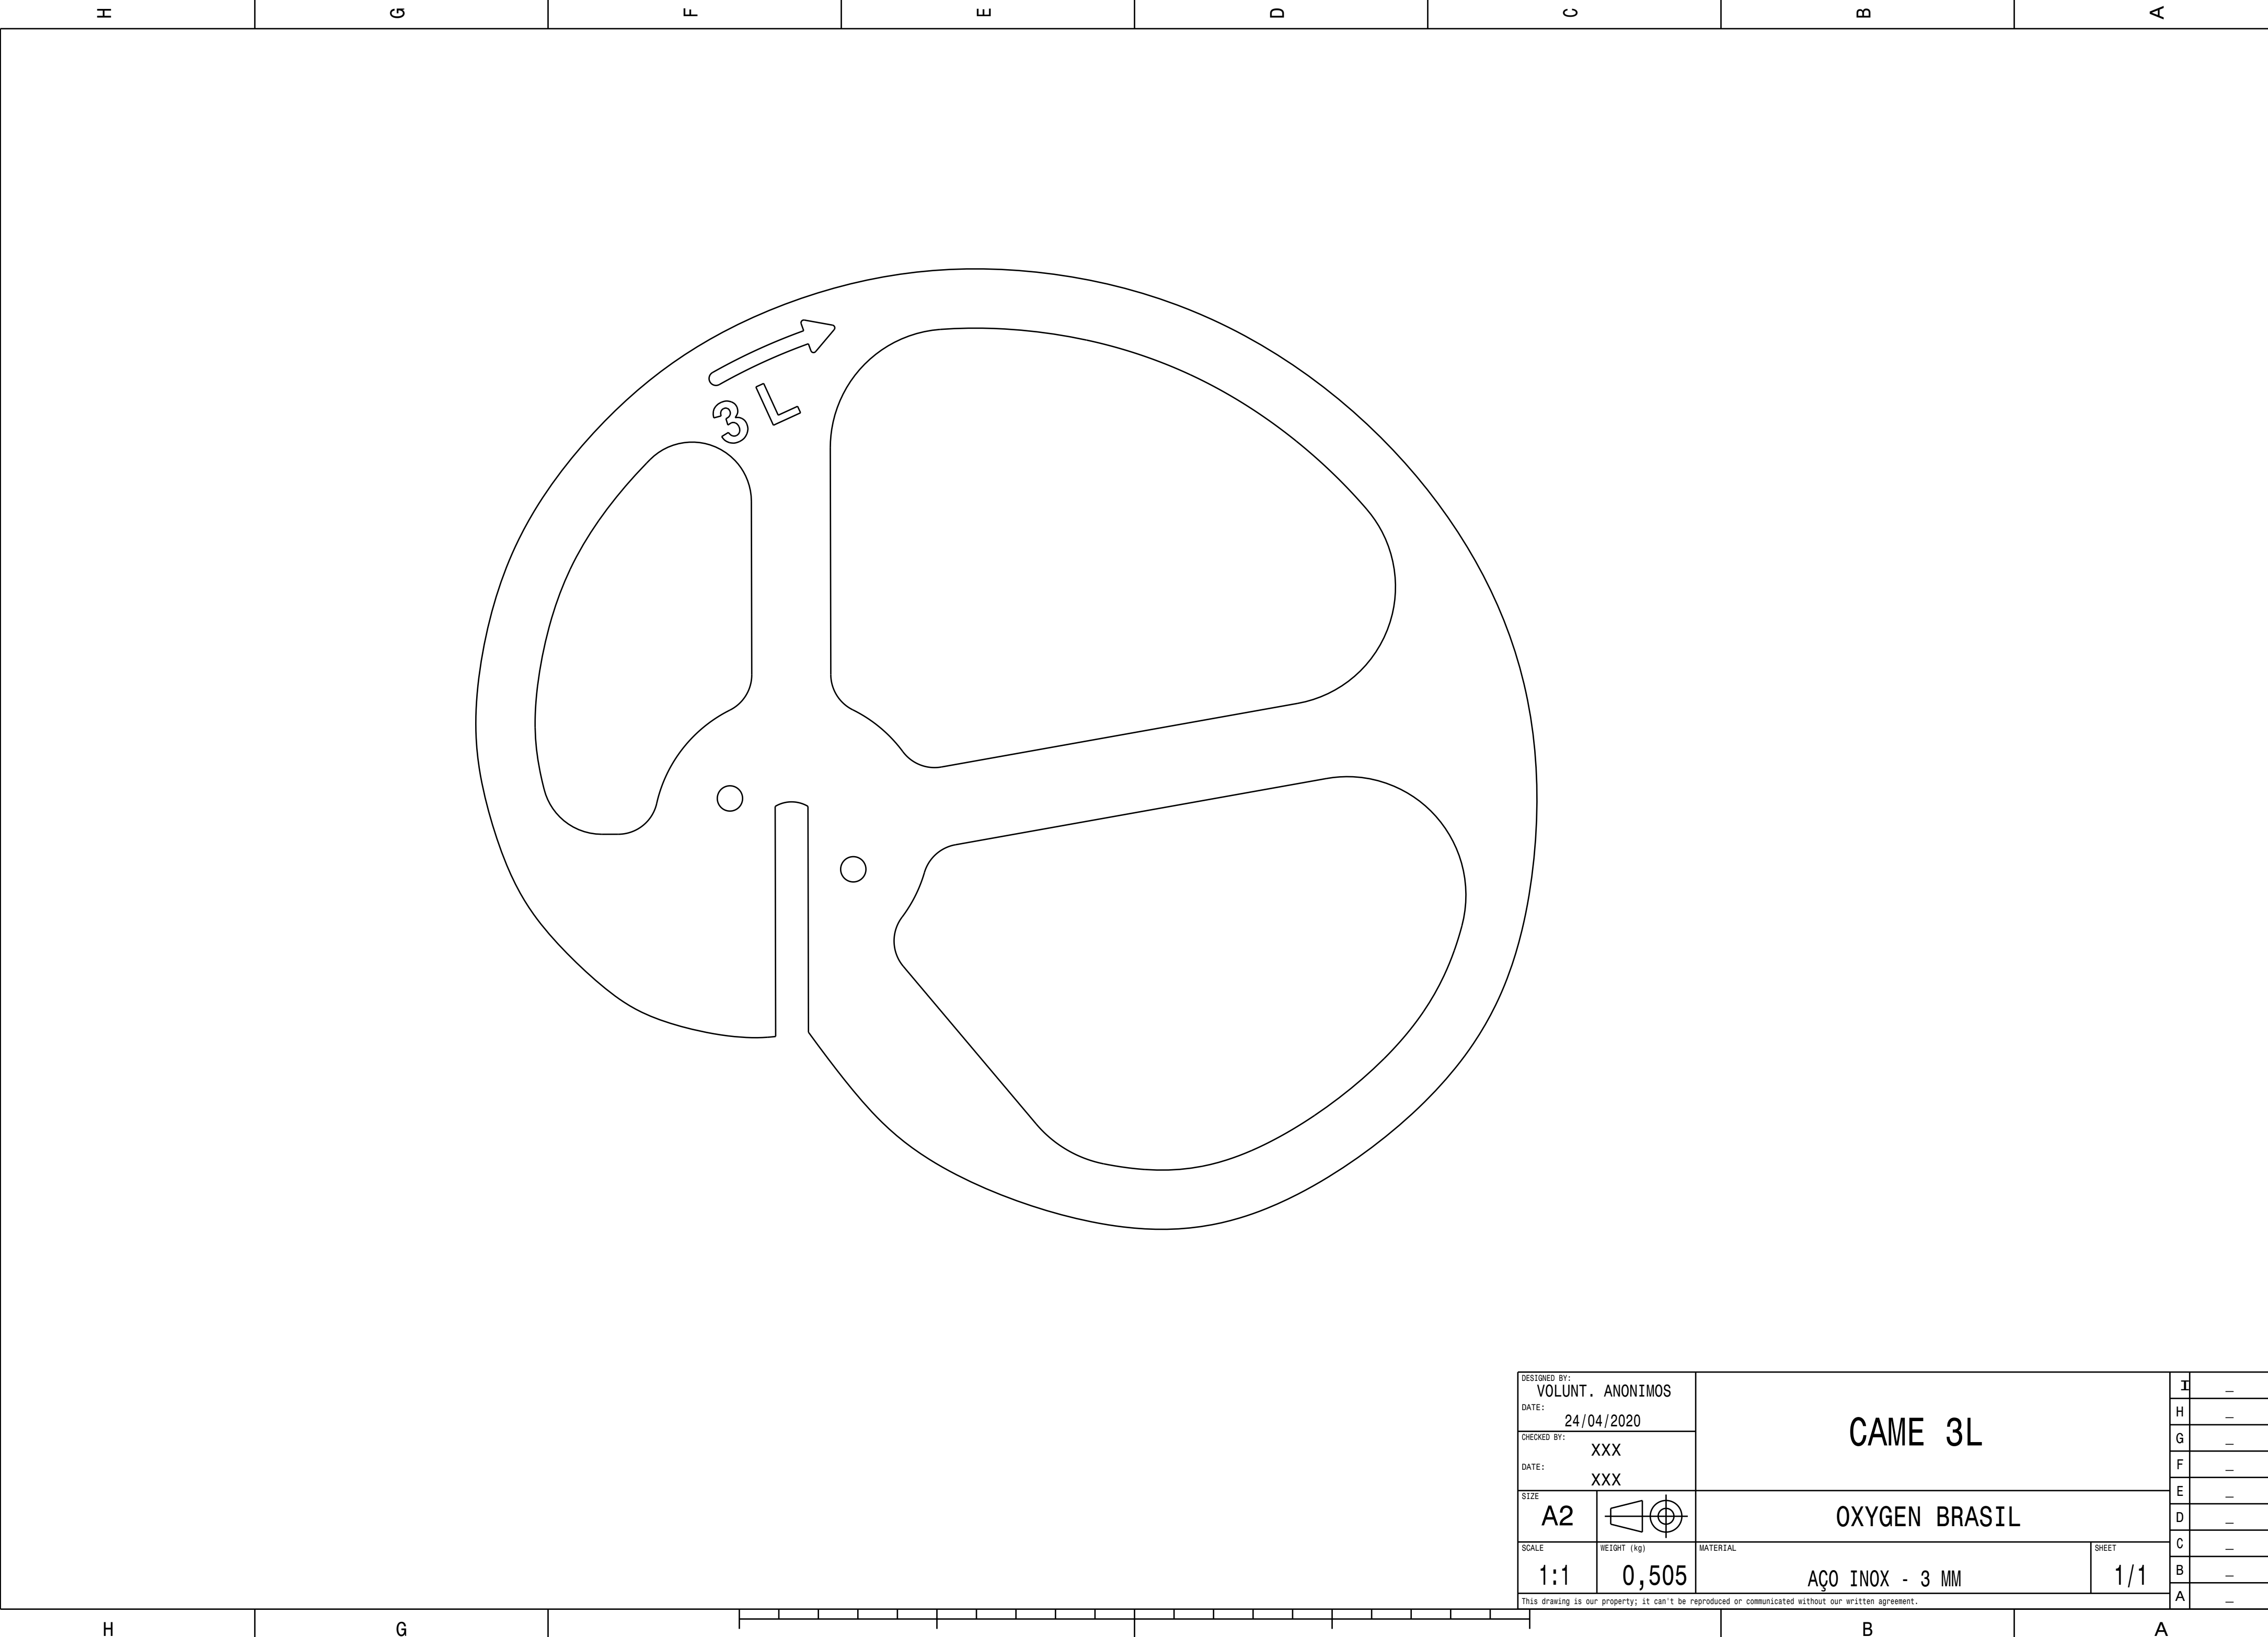 H G F E D C B A
3 L
DESIGNED BY:
VOLUNT. ANONIMOS
DATE:
24/04/2020
CHECKED BY:
XXX
DATE:
XXX
SIZE
A2
SCALE
1:1
WEIGHT (kg)
0,505
CAME 3L
OXYGEN BRASIL
MATERIAL
AÇO INOX - 3 MM
SHEET
1/1
This drawing is our property; it can't be reproduced or communicated without our written agreement.
I _
H _
G _
F _
E _
D _
C _
B _
A _
H G B A